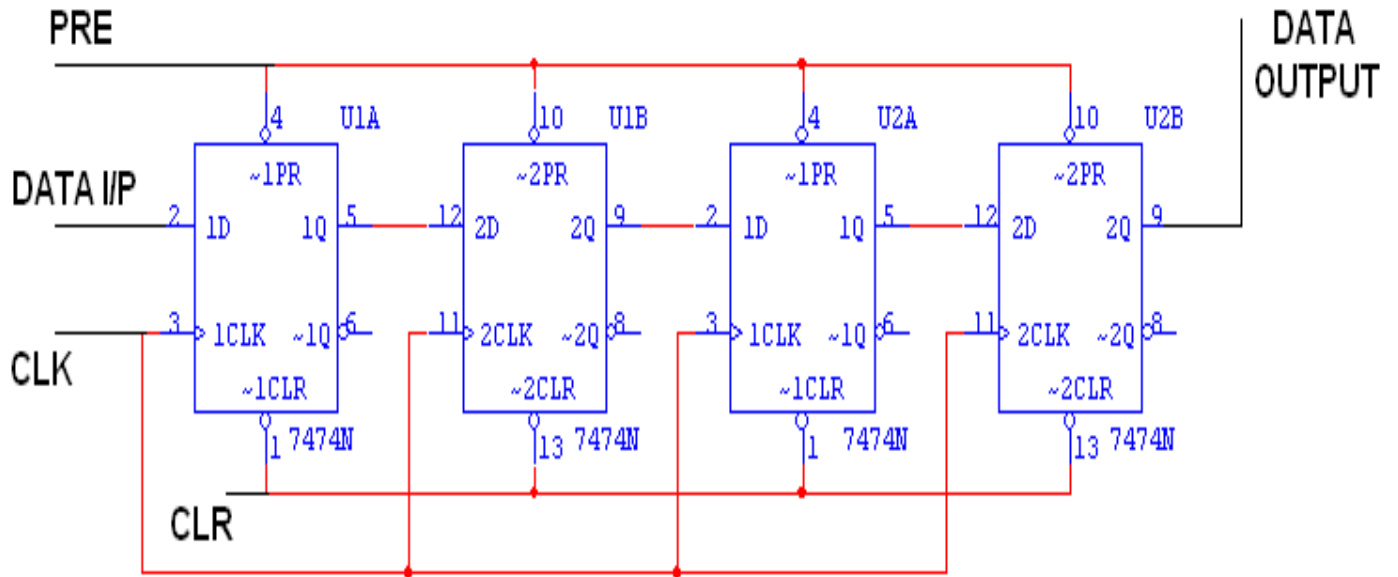 PRE
DATA
OUTPUT
4 U1A 10 U1B 4 U2A 10 U2B
~1PR ~2PR ~1PR ~2PR
DATA I/P
2 1D 1Q 5 12 2D 2Q 9 2 1D 1Q 5 12 2D 2Q 9
3 1CLK ~1Q 6 11 2CLK ~2Q 8 3 1CLK ~1Q 6 11 2CLK ~2Q 8
CLK
~1CLR ~2CLR ~1CLR ~2CLR
1 7474N 13 7474N 1 7474N 13 7474N
CLR